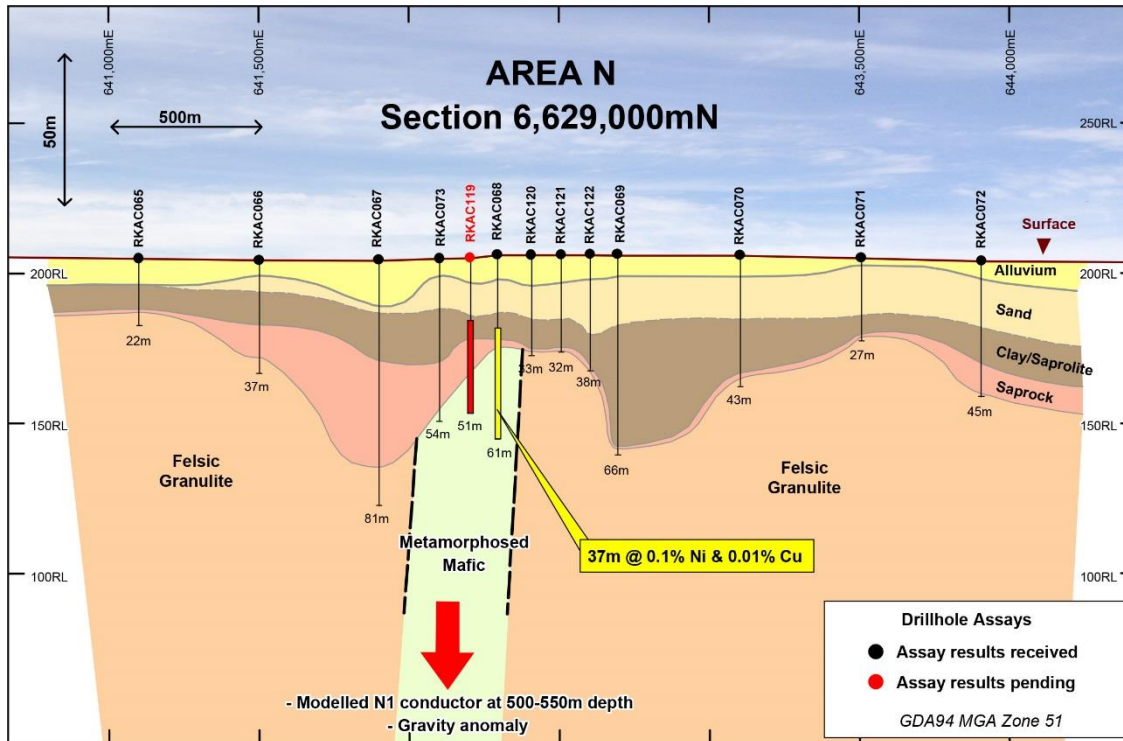 641,000mE
641,500mE
643,500mE
644,000mE
AREA N
Section 6,629,000mN
50m
500m
250RL
RKAC065
RKAC066
RKAC067
RKAC073
RKAC119
RKAC068
RKAC120
RKAC121
RKAC122
RKAC069
RKAC070
RKAC071
RKAC072
Surface
200RL
Alluvium
200RL
Sand
Clay/Saprolite
Saprock
22m
37m
81m
54m
51m
61m
33m
32m
38m
66m
43m
27m
45m
150RL
150RL
Felsic
Granulite
Felsic
Granulite
Metamorphosed
Mafic
37m @ 0.1% Ni & 0.01% Cu
100RL
100RL
- Modelled N1 conductor at 500-550m depth
- Gravity anomaly
Drillhole Assays
Assay results received
Assay results pending
GDA94 MGA Zone 51